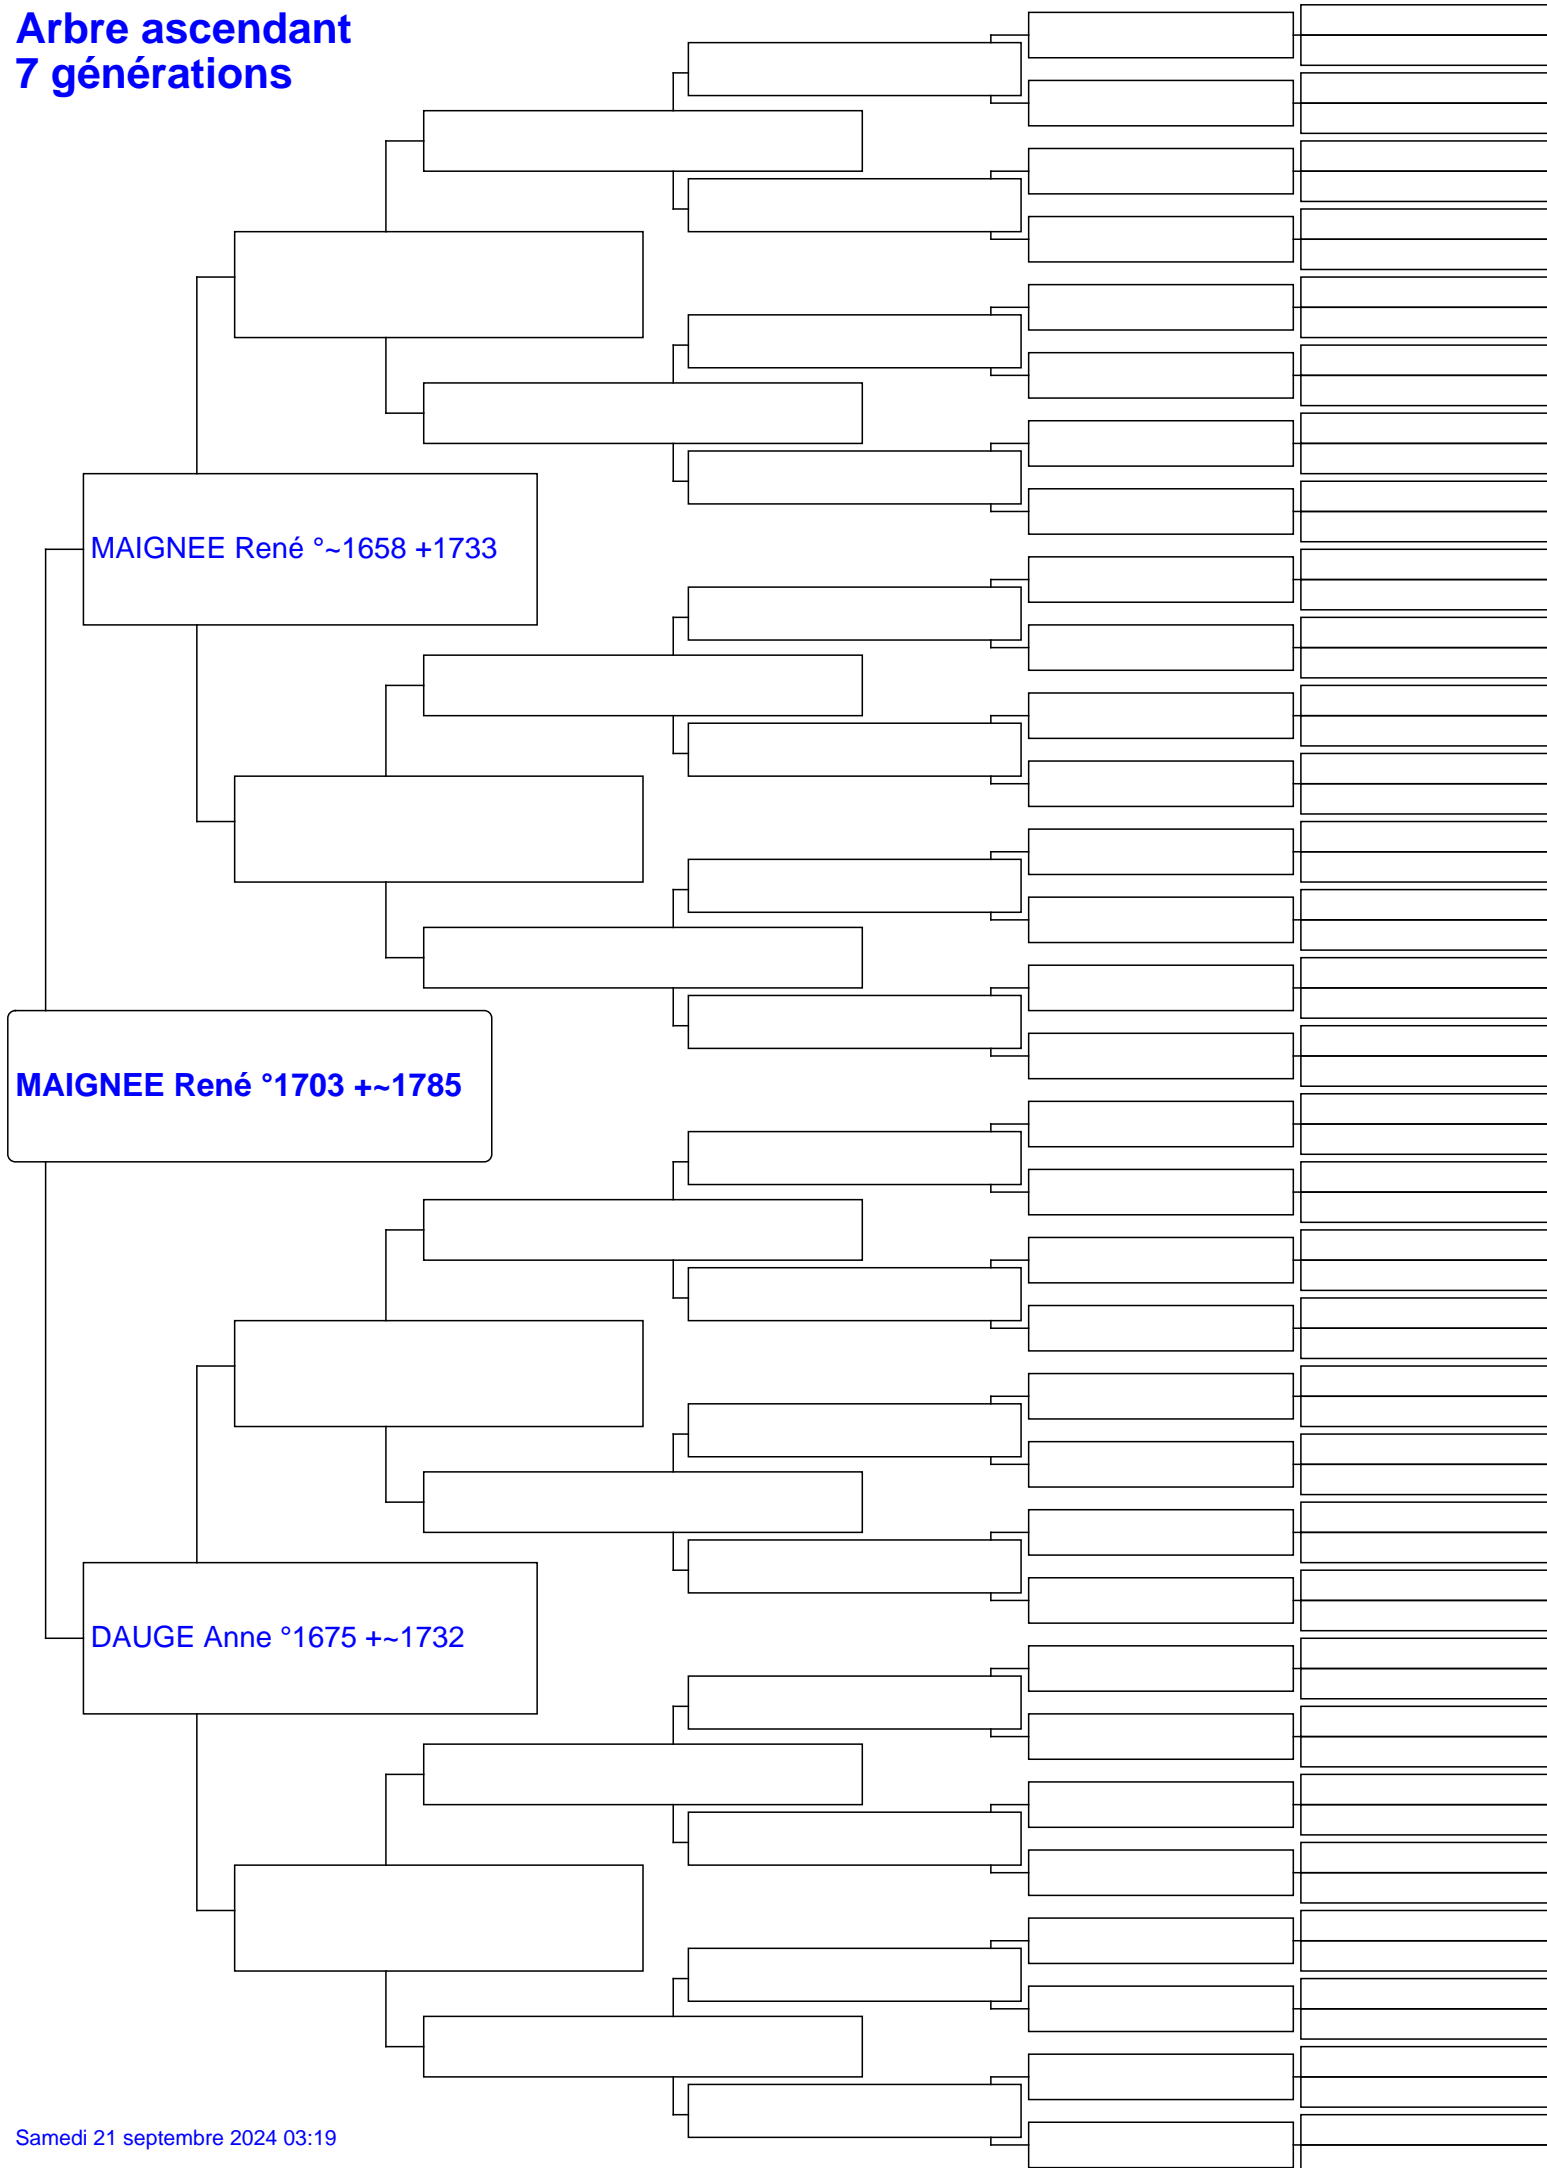 Arbre ascendant
7 générations
MAIGNEE René °~1658 +1733
MAIGNEE René °1703 +~1785
DAUGE Anne °1675 +~1732
Samedi 21 septembre 2024 03:19